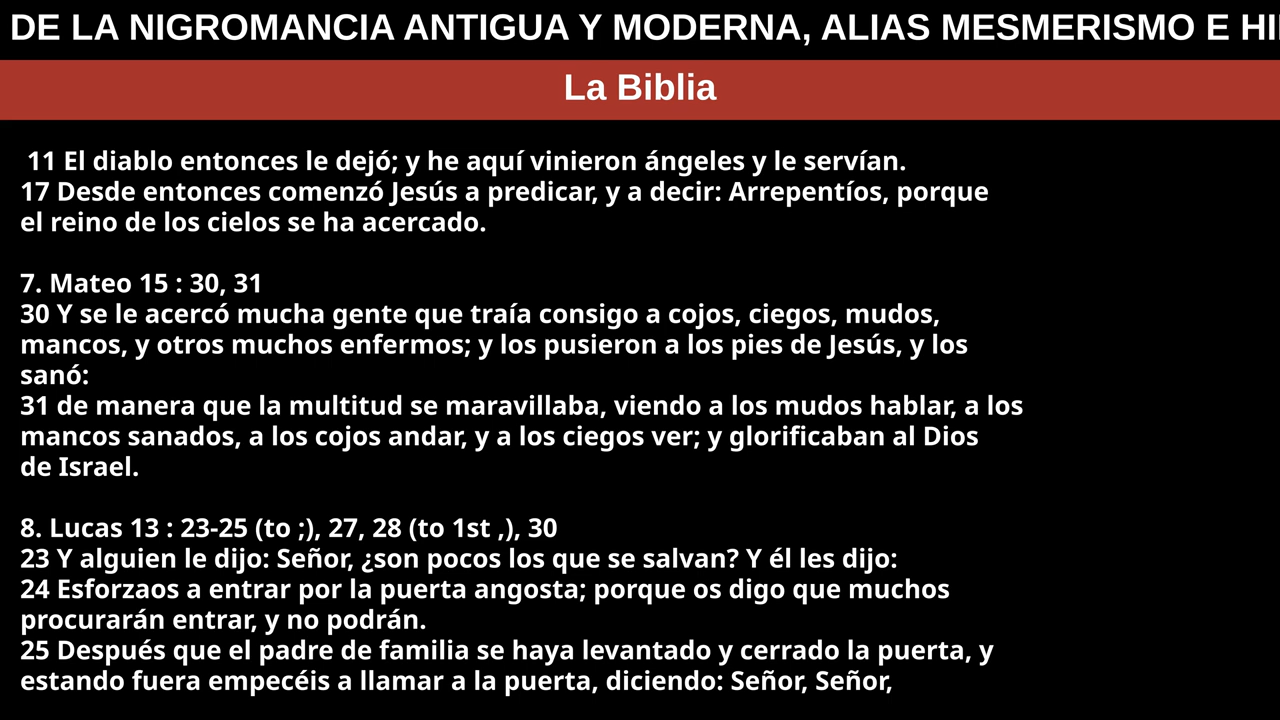 DE LA NIGROMANCIA ANTIGUA Y MODERNA, ALIAS MESMERISMO E
La Biblia
11 El diablo entonces le dejó; y he aquí vinieron ángeles y le servían.
17 Desde entonces comenzó Jesús a predicar, y a decir: Arrepentíos, porque
el reino de los cielos se ha acercado.
7. Mateo 15 : 30, 31
30 Y se le acercó mucha gente que traía consigo a cojos, ciegos, mudos,
mancos, y otros muchos enfermos; y los pusieron a los pies de Jesús, y los
sanó:
31 de manera que la multitud se maravillaba, viendo a los mudos hablar, a los
mancos sanados, a los cojos andar, y a los ciegos ver; y glorificaban al Dios
de Israel.
8. Lucas 13 : 23-25 (to ;), 27, 28 (to 1st ,), 30
23 Y alguien le dijo: Señor, ¿son pocos los que se salvan? Y él les dijo:
24 Esforzaos a entrar por la puerta angosta; porque os digo que muchos
procurarán entrar, y no podrán.
25 Después que el padre de familia se haya levantado y cerrado la puerta, y
estando fuera empecéis a llamar a la puerta, diciendo: Señor, Señor,